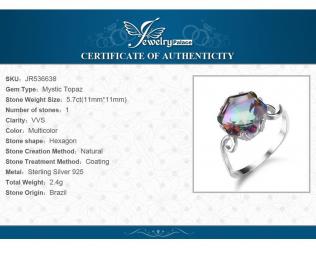 Jewelry Palace
CERTIFICATE OF AUTHENTICITY
SKU: JR536638
Gem Type: Mystic Topaz
Stone Weight Size: 5.7ct(11mm*11mm)
Number of stones: 1
Clarity: VVS
Color: Multicolor
Stone shape: Hexagon
Stone Creation Method: Natural
Stone Treatment Method: Coating
Metal: Sterling Silver 925
Total Weight: 2.4g
Stone Origin: Brazil